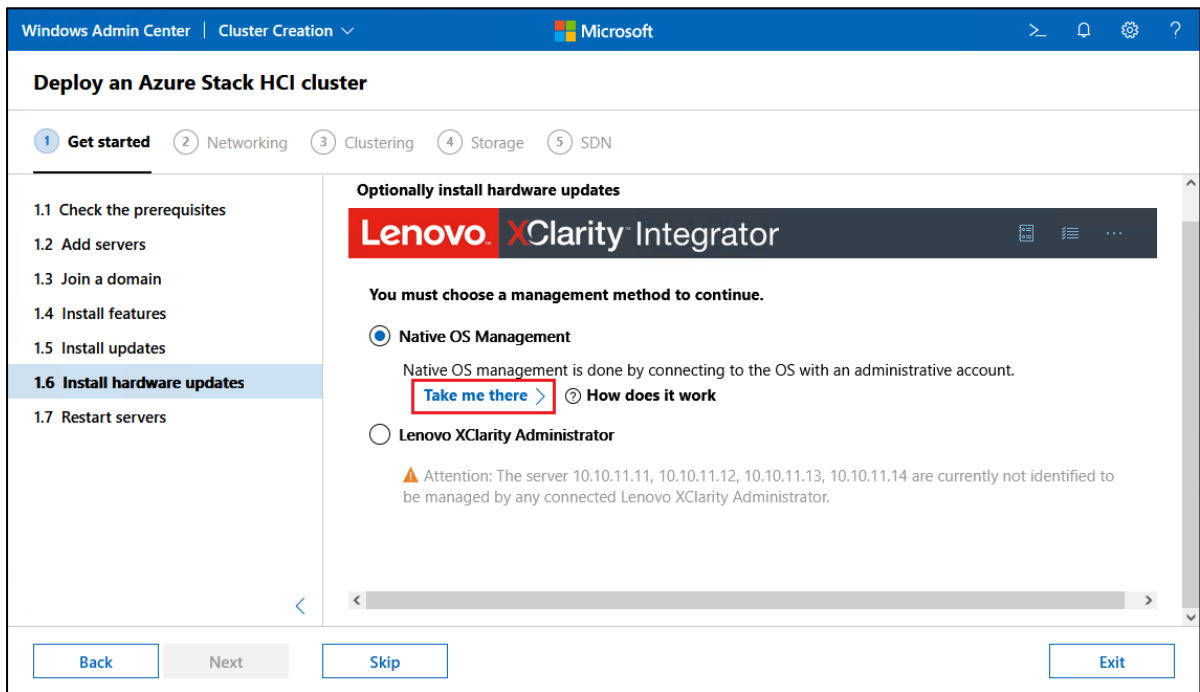 Windows Admin Center | Cluster Creation
Microsoft
Deploy an Azure Stack HCI cluster
1 Get started 2 Networking 3 Clustering 4 Storage 5 SDN
1.1 Check the prerequisites
1.2 Add servers
1.3 Join a domain
1.4 Install features
1.5 Install updates
1.6 Install hardware updates
1.7 Restart servers
Optionally install hardware updates
Lenovo™ XClarity™ Integrator
You must choose a management method to continue.
Native OS Management
Native OS management is done by connecting to the OS with an administrative account.
Take me there > ? How does it work
Lenovo XClarity Administrator
Attention: The server 10.10.11.11, 10.10.11.12, 10.10.11.13, 10.10.11.14 are currently not identified to
be managed by any connected Lenovo XClarity Administrator.
Back Next Skip Exit